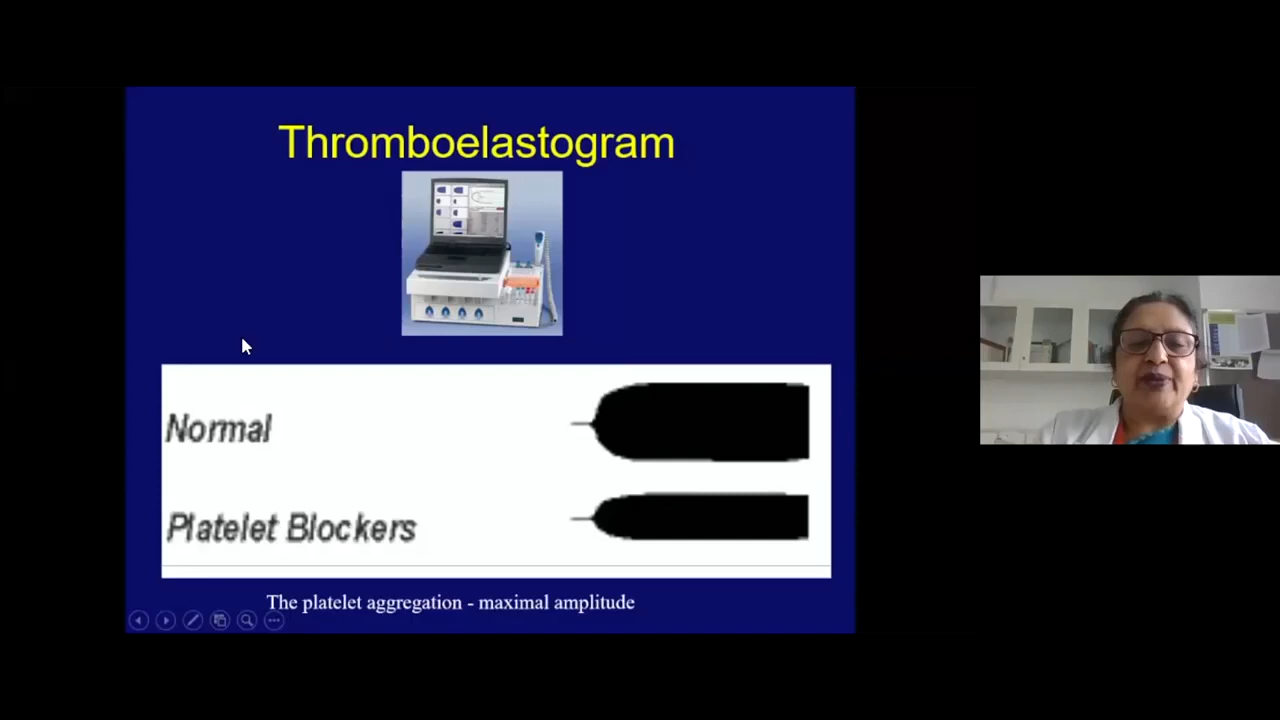 Thromboelastogram
Normal
Platelet Blockers
The platelet aggregation - maximal amplitude